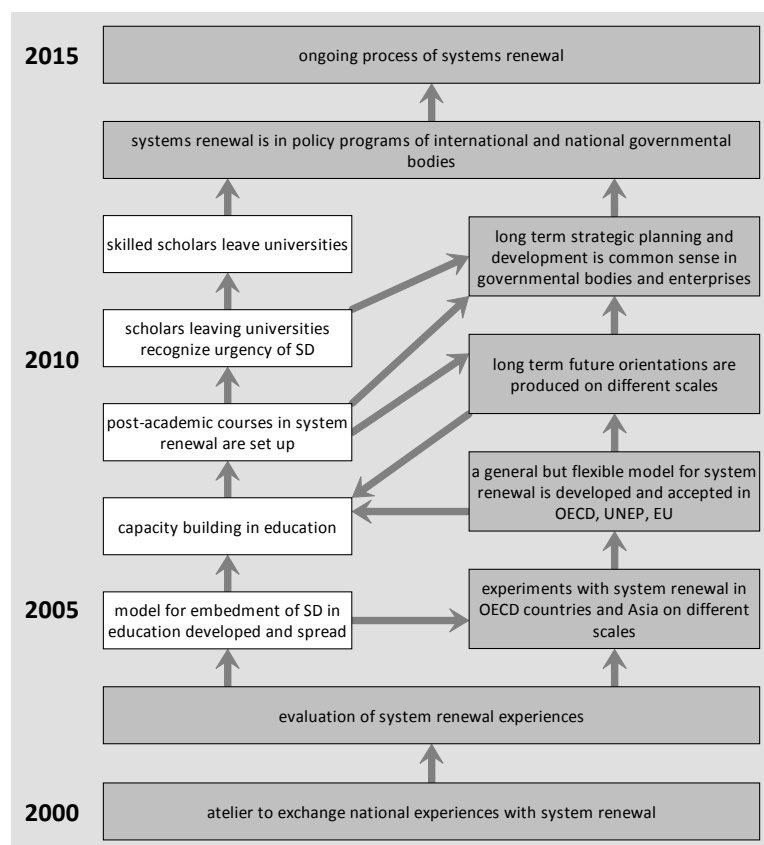 2015
ongoing process of systems renewal
systems renewal is in policy programs of international and national governmental
bodies
skilled scholars leave universities
long term strategic planning and
development is common sense in
governmental bodies and enterprises
scholars leaving universities
recognize urgency of SD
2010
long term future orientations are
produced on different scales
post-academic courses in system
renewal are set up
a general but flexible model for system
renewal is developed and accepted in
OECD, UNEP, EU
capacity building in education
2005
model for embedment of SD in
education developed and spread
experiments with system renewal in
OECD countries and Asia on different
scales
evaluation of system renewal experiences
2000
atelier to exchange national experiences with system renewal